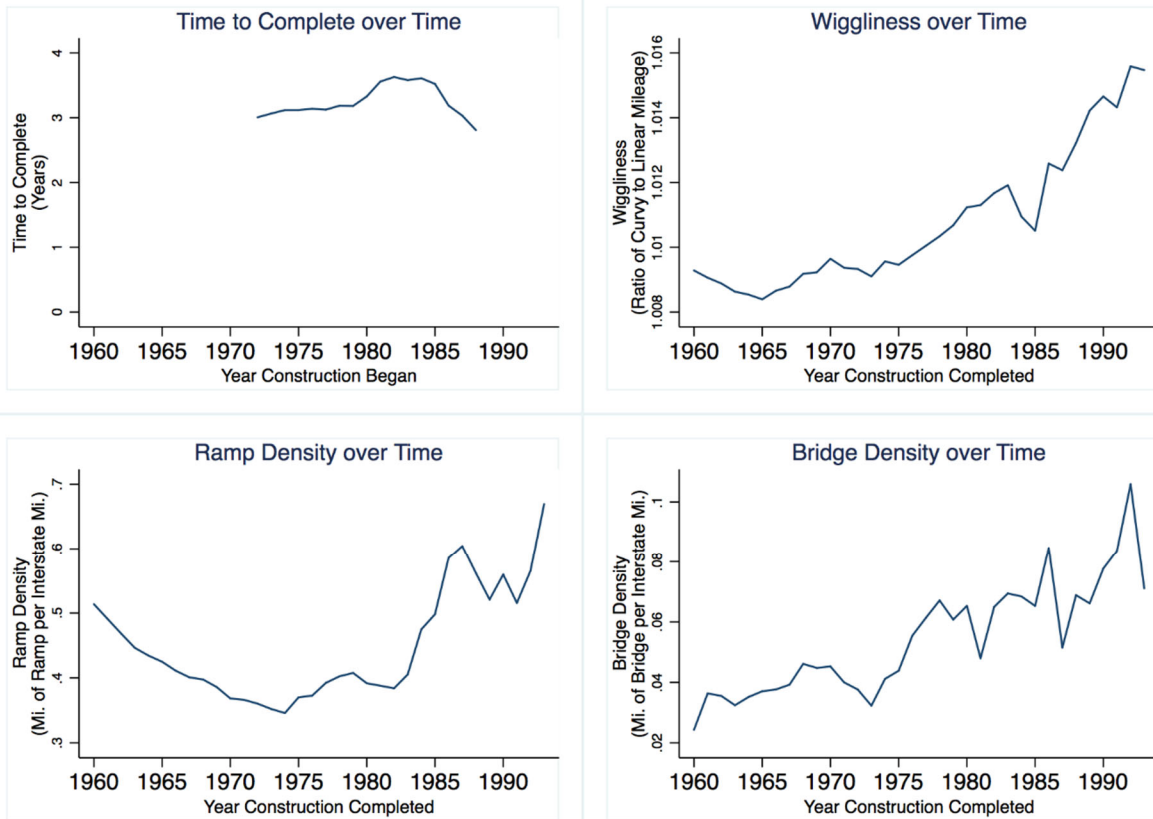 Time to Complete over Time
Time to Complete
(Years)
4
3
2
1
0
1960 1965 1970 1975 1980 1985 1990
Year Construction Began
Wiggliness over Time
Wiggliness
(Ratio of Curvy to Linear Mileage)
1.016
1.014
1.012
1.01
1.008
1960 1965 1970 1975 1980 1985 1990
Year Construction Completed
Ramp Density over Time
Ramp Density
(Mi. of Ramp per Interstate Mi.)
.7
.6
.5
.4
.3
1960 1965 1970 1975 1980 1985 1990
Year Construction Completed
Bridge Density over Time
Bridge Density
(Mi. of Bridge per Interstate Mi.)
.1
.08
.06
.04
.02
1960 1965 1970 1975 1980 1985 1990
Year Construction Completed